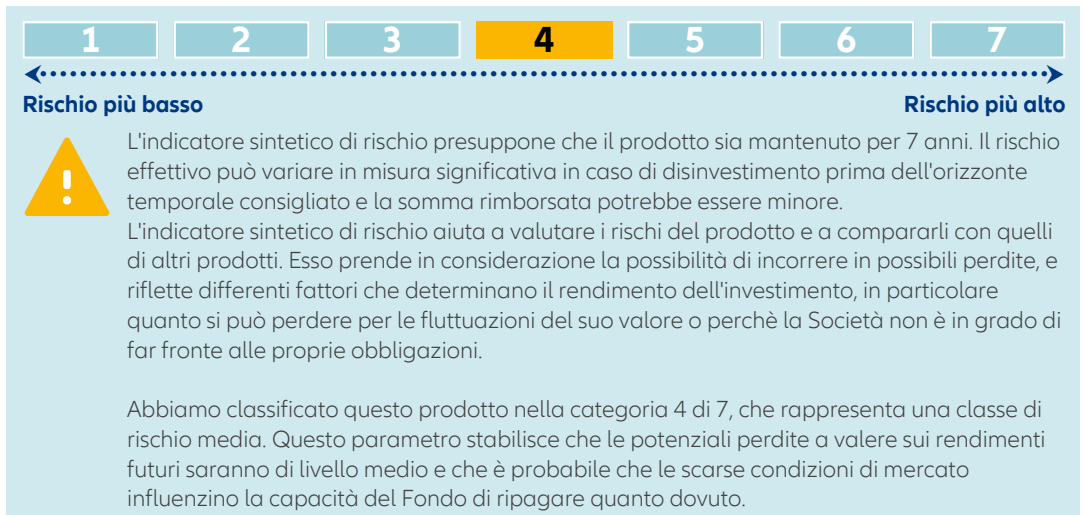 1 2 3 4 5 6 7
Rischio più basso Rischio più alto
L'indicatore sintetico di rischio presuppone che il prodotto sia mantenuto per 7 anni. Il rischio
effettivo può variare in misura significativa in caso di disinvestimento prima dell'orizzonte
temporale consigliato e la somma rimborsata potrebbe essere minore.
L'indicatore sintetico di rischio aiuta a valutare i rischi del prodotto e a compararli con quelli
di altri prodotti. Esso prende in considerazione la possibilità di incorrere in possibili perdite, e
riflette differenti fattori che determinano il rendimento dell'investimento, in particolare
quanto si può perdere per le fluttuazioni del suo valore o perchè la Società non è in grado di
far fronte alle proprie obbligazioni.
Abbiamo classificato questo prodotto nella categoria 4 di 7, che rappresenta una classe di
rischio media. Questo parametro stabilisce che le potenziali perdite a valere sui rendimenti
futuri saranno di livello medio e che è probabile che le scarse condizioni di mercato
influenzino la capacità del Fondo di ripagare quanto dovuto.